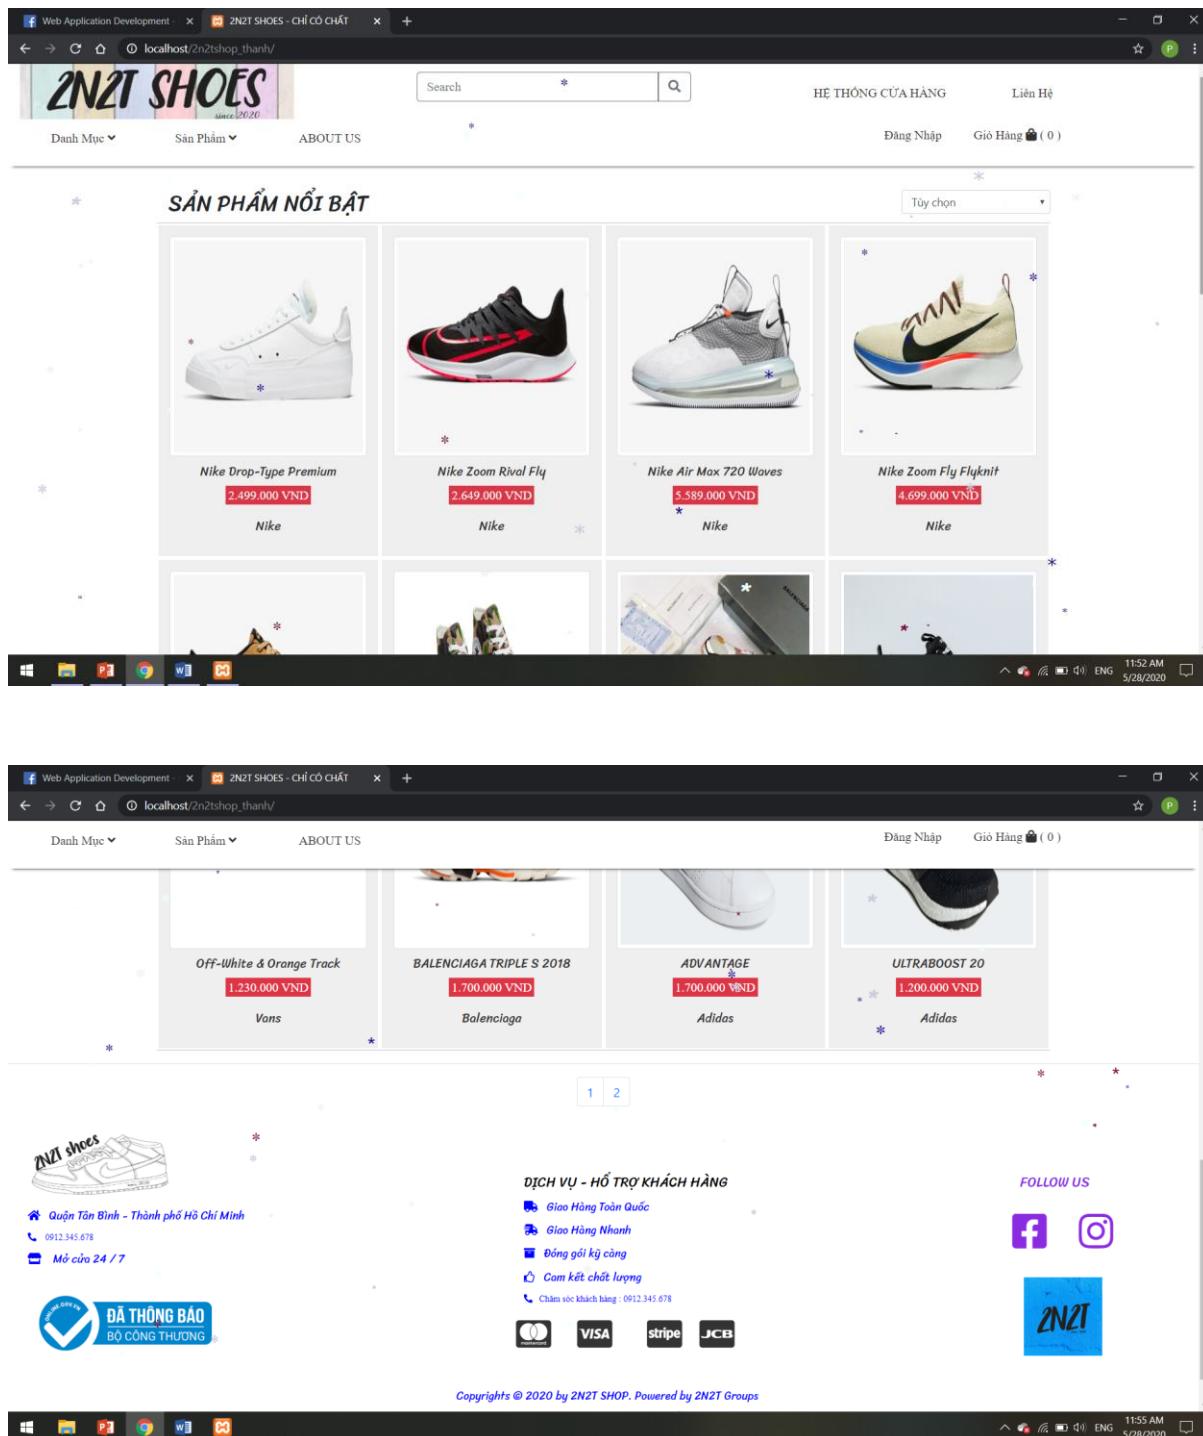 Web Application Development - 2N2T SHOES - CHỈ CÓ CHẤT
localhost/2n2tshop_thanh/
2N2T SHOES
since 2020
Search
HỆ THỐNG CỬA HÀNG Liên Hệ
Danh Mục Sản Phẩm ABOUT US Đăng Nhập Giỏ Hàng ( 0 )
SẢN PHẨM NỔI BẬT Tùy chọn
Nike Drop-Type Premium Nike Zoom Rival Fly Nike Air Max 720 Waves Nike Zoom Fly Flyknit
2.499.000 VND 2.649.000 VND 5.589.000 VND 4.699.000 VND
Nike Nike Nike Nike
BALENCIAGA
ENG 11:52 AM
5/28/2020
Web Application Development - 2N2T SHOES - CHỈ CÓ CHẤT
localhost/2n2tshop_thanh/
Danh Mục Sản Phẩm ABOUT US Đăng Nhập Giỏ Hàng ( 0 )
Off-White & Orange Track BALENCIAGA TRIPLE S 2018 ADVANTAGE ULTRABOOST 20
1.230.000 VND 1.700.000 VND 1.700.000 VND 1.200.000 VND
Vans Balenciaga Adidas Adidas
1 2
2N2T shoes
Quận Tân Bình - Thành phố Hồ Chí Minh
0912.345.678
Mở cửa 24 / 7
ONLINE.GOV.VN
ĐÃ THÔNG BÁO
BỘ CÔNG THƯƠNG
DỊCH VỤ - HỖ TRỢ KHÁCH HÀNG
Giao Hàng Toàn Quốc
Giao Hàng Nhanh
Đóng gói kỹ càng
Cam kết chất lượng
Chăm sóc khách hàng : 0912.345.678
VISA stripe JCB
FOLLOW US
2N2T
Copyrights © 2020 by 2N2T SHOP. Powered by 2N2T Groups
ENG 11:55 AM
5/28/2020